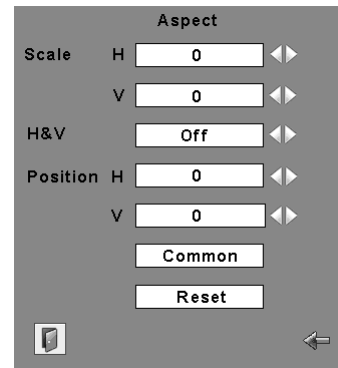 Aspect
Scale H 0
V 0
H&V Off
Position H 0
V 0
Common
Reset